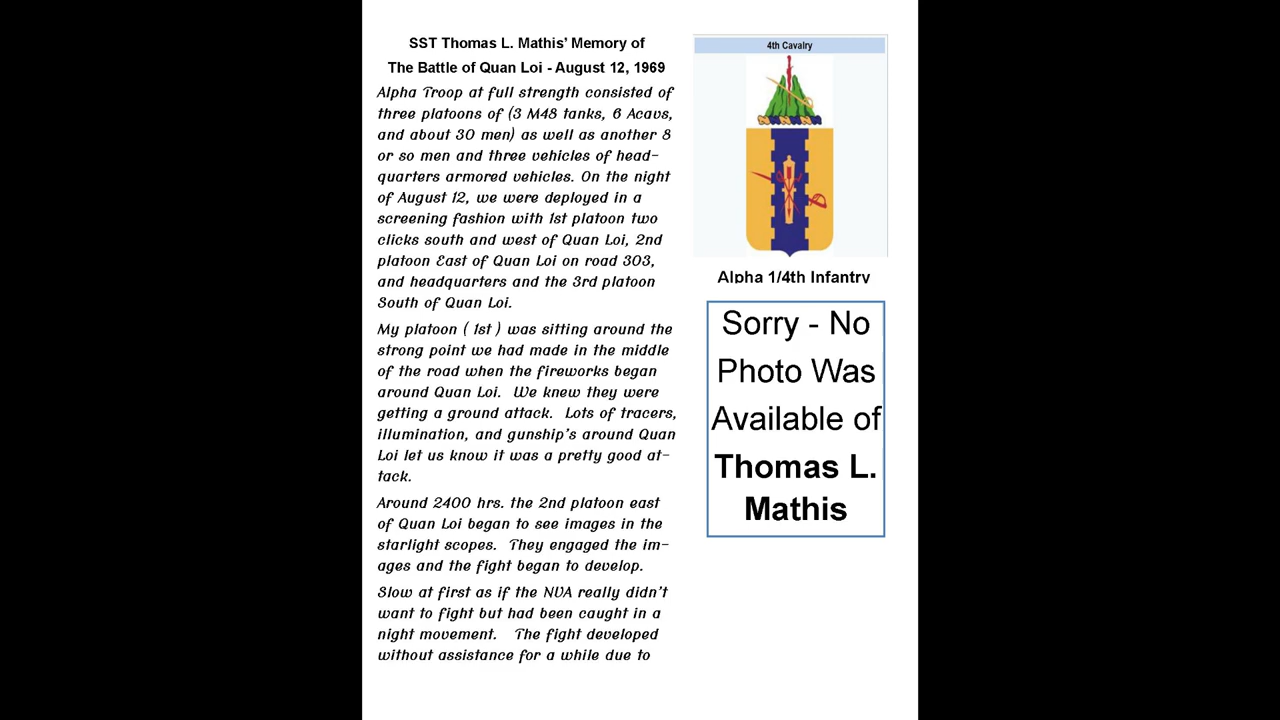 SST Thomas L. Mathis' Memory of
The Battle of Quan Loi - August 12, 1969
Alpha Troop at full strength consisted of
three platoons of (3 M48 tanks, 6 Acavs,
and about 30 men) as well as another 8
or so men and three vehicles of head-
quarters armored vehicles. On the night
of August 12, we were deployed in a
screening fashion with 1st platoon two
clicks south and west of Quan Loi, 2nd
platoon East of Quan Loi on road 303,
and headquarters and the 3rd platoon
South of Quan Loi.
My platoon ( 1st ) was sitting around the
strong point we had made in the middle
of the road when the fireworks began
around Quan Loi. We knew they were
getting a ground attack. Lots of tracers,
illumination, and gunship's around Quan
Loi let us know it was a pretty good at-
tack.
Around 2400 hrs. the 2nd platoon east
of Quan Loi began to see images in the
starlight scopes. They engaged the im-
ages and the fight began to develop.
Slow at first as if the NVA really didn't
want to fight but had been caught in a
night movement. The fight developed
without assistance for a while due to
4th Cavalry
Alpha 1/4th Infantry
Sorry - No
Photo Was
Available of
Thomas L.
Mathis